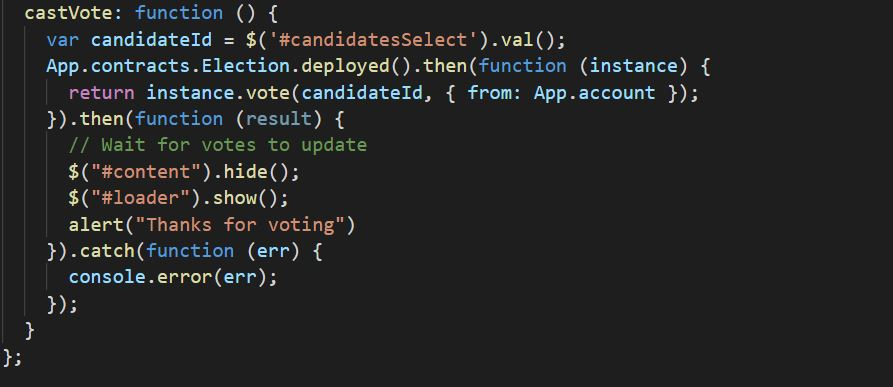 castVote: function () {
var candidateId = $('#candidatesSelect').val();
App.contracts.Election.deployed().then(function (instance) {
return instance.vote(candidateId, { from: App.account });
}).then(function (result) {
// Wait for votes to update
$("#content").hide();
$("#loader").show();
alert("Thanks for voting")
}).catch(function (err) {
console.error(err);
});
}
};